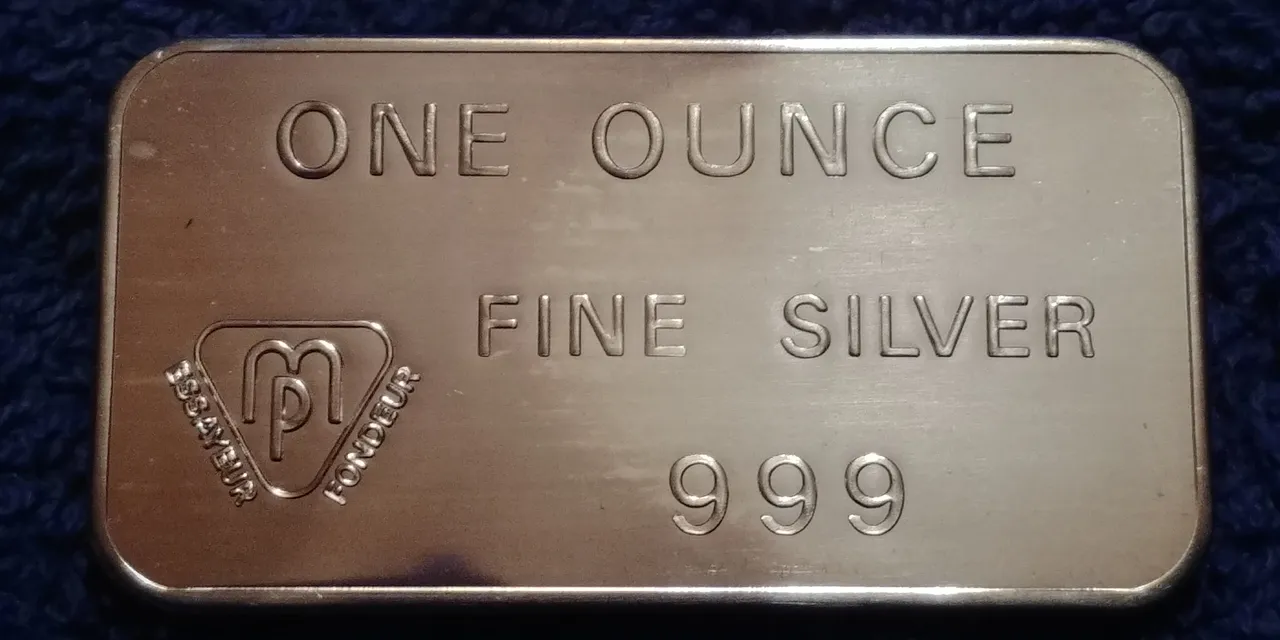 ONE OUNCE
FINE SILVER
mp
ESSAYEUR
FONDEUR
999